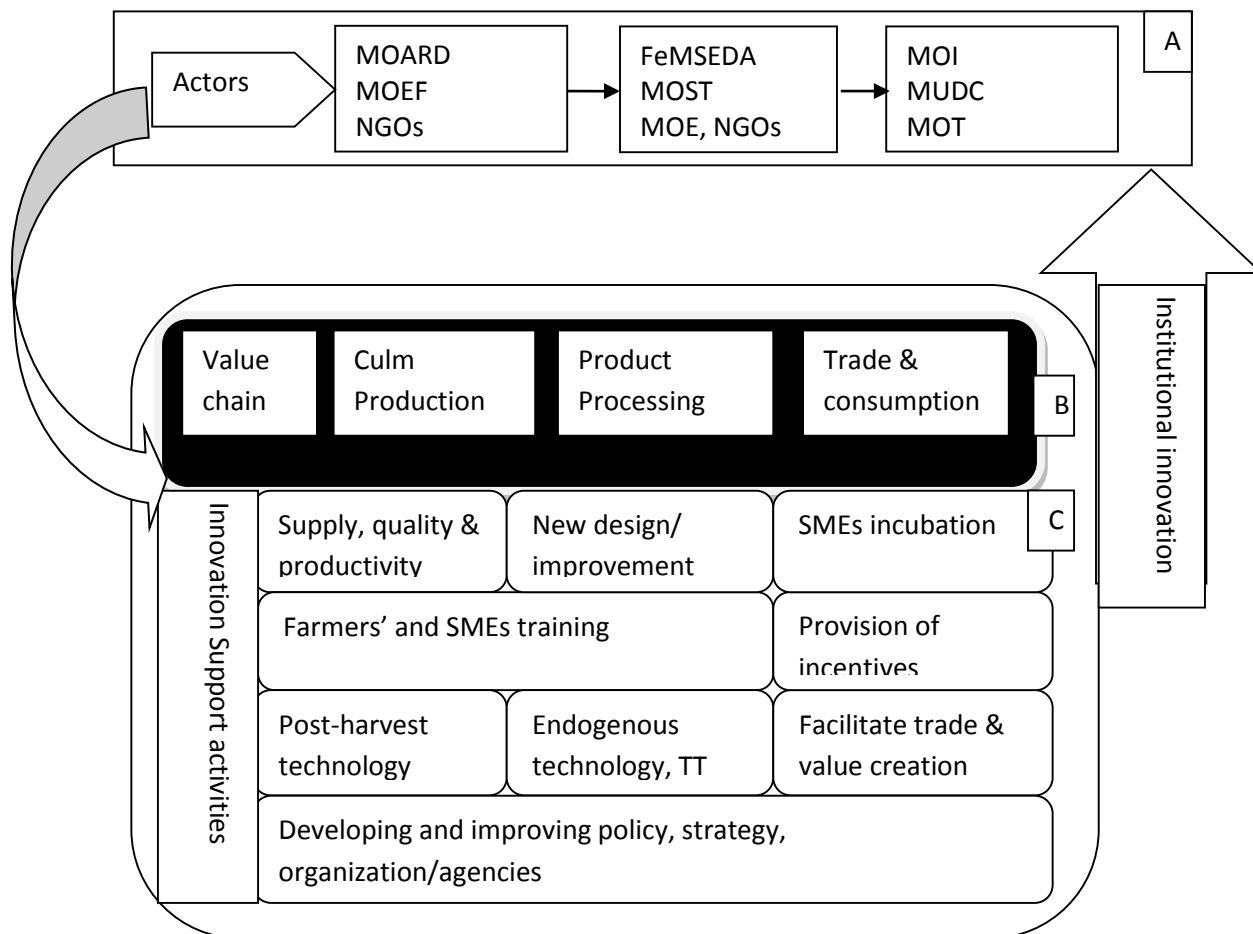 A
Actors
MOARD
MOEF
NGOs
FeMSEDA
MOST
MOE, NGOs
MOI
MUDC
MOT
Institutional innovation
Value
chain
Culm
Production
Product
Processing
Trade &
consumption
B
C
Innovation Support activities
Supply, quality &
productivity
New design/
improvement
SMEs incubation
Farmers’ and SMEs training
Provision of
incentives
Post-harvest
technology
Endogenous
technology, TT
Facilitate trade &
value creation
Developing and improving policy, strategy,
organization/agencies